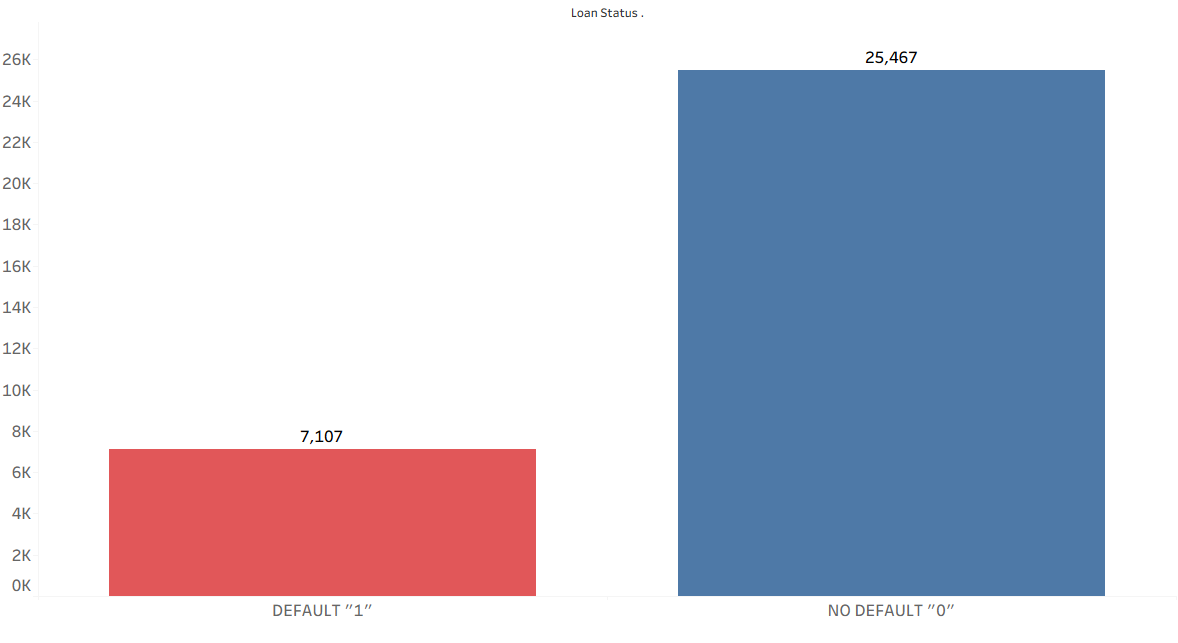 Loan Status .
26K
24K
22K
20K
18K
16K
14K
12K
10K
8K
6K
4K
2K
0K
25,467
7,107
DEFAULT "1"
NO DEFAULT "0"